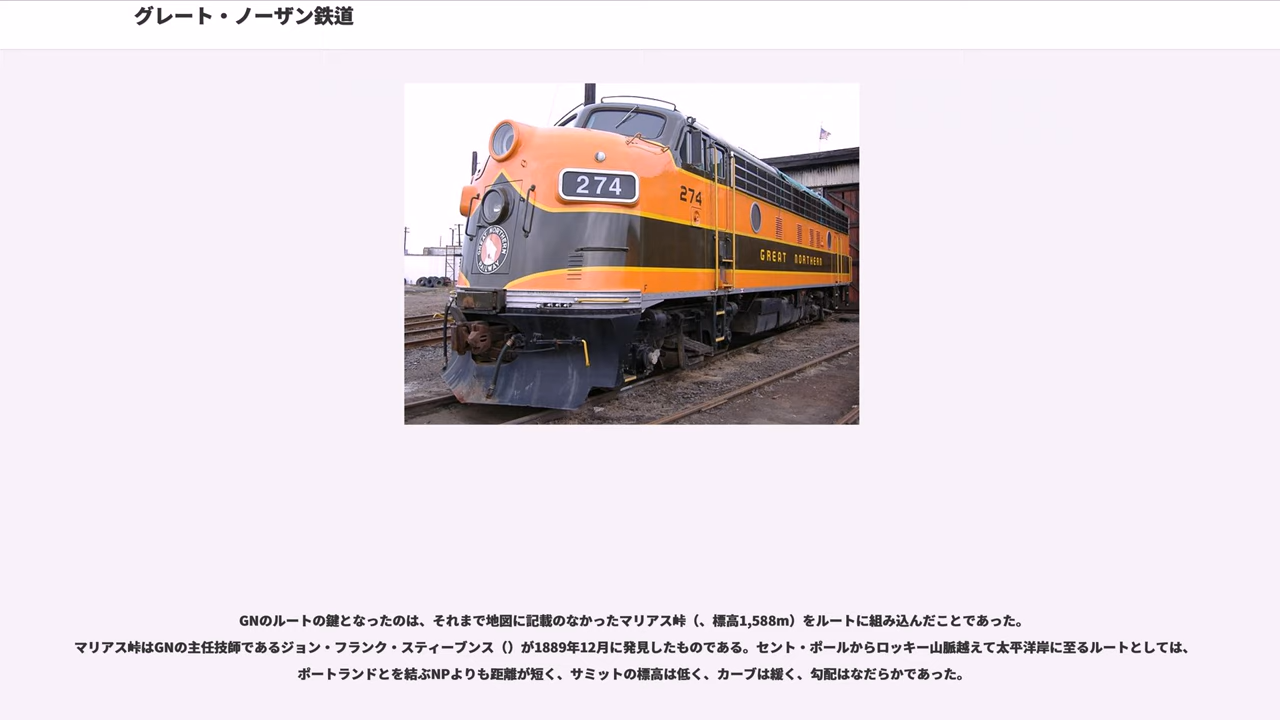 グレート・ノーザン鉄道
274
274
GREAT NORTHERN
GREAT NORTHERN RAILWAY
GNのルートの鍵となったのは、それまで地図に記載のなかったマリアス峠（、標高1,588m）をルートに組み込んだことであった。
マリアス峠はGNの主任技師であるジョン・フランク・スティーブンス（）が1889年12月に発見したものである。セント・ポールからロッキー山脈越えて太平洋岸に至るルートとしては、
ポートランドとを結ぶNPよりも距離が短く、サミットの標高は低く、カーブは緩く、勾配はなだらかであった。